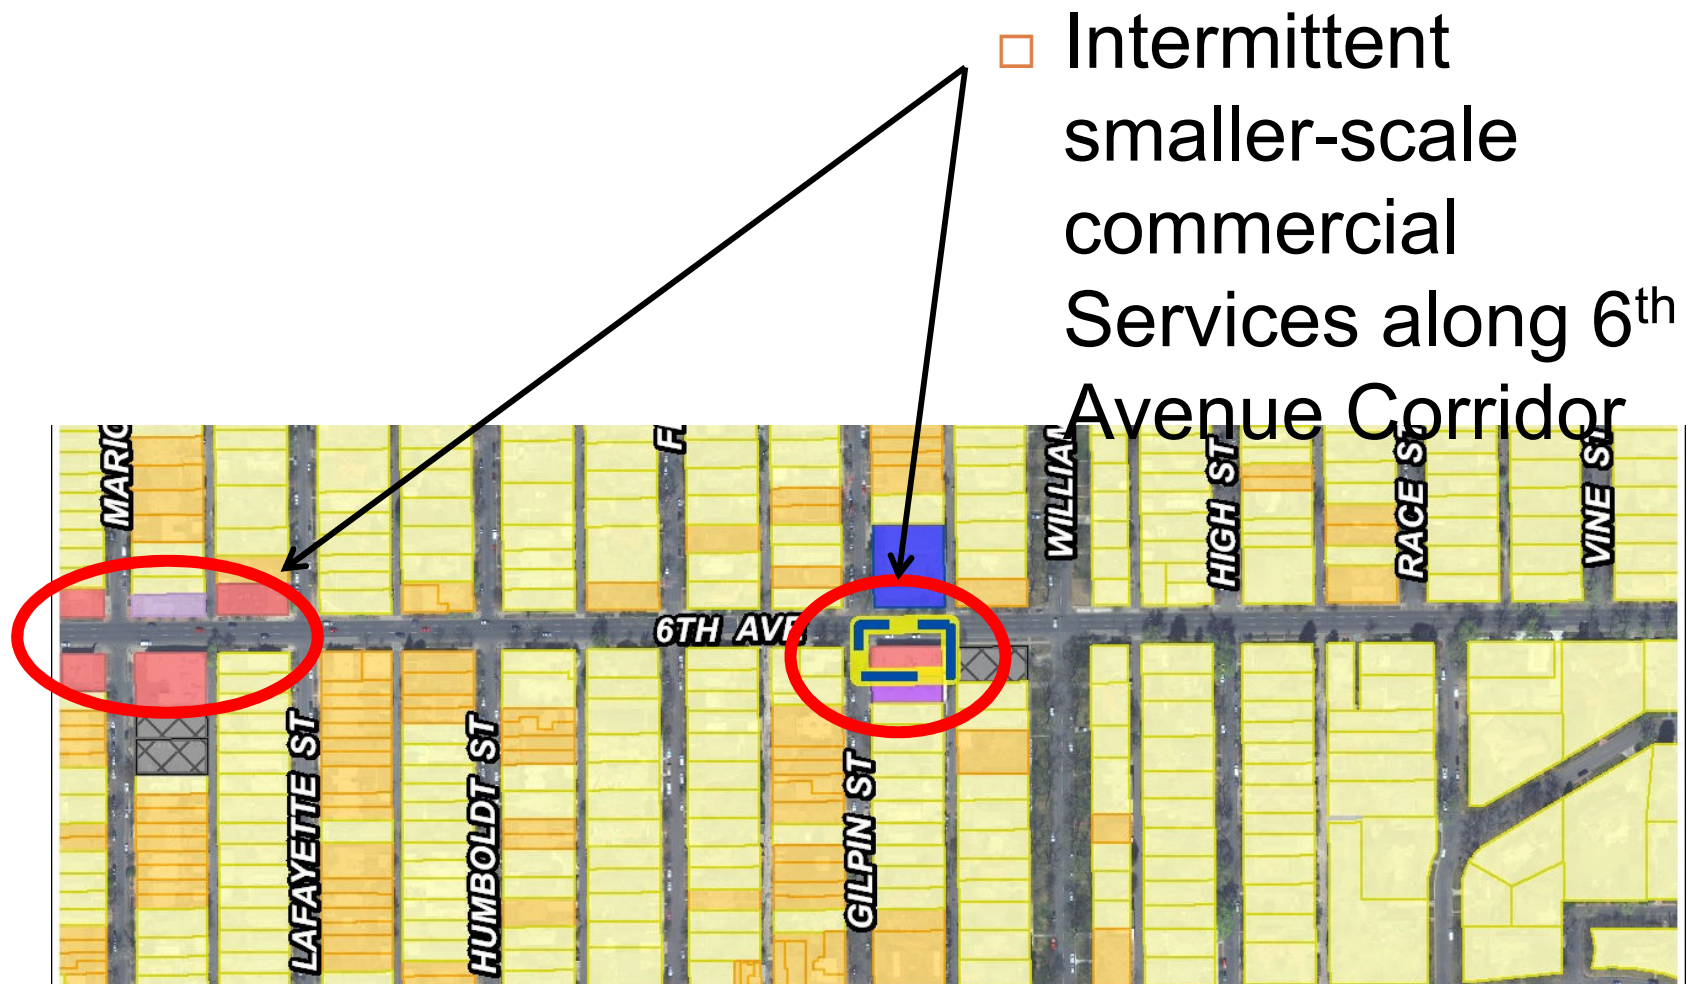 Intermittent
smaller-scale
commercial
Services along 6th
Avenue Corridor
HIGH ST
RACE ST
VINE ST
6TH AVE
LAFAYETTE ST
HUMBOLDT ST
GILPIN ST